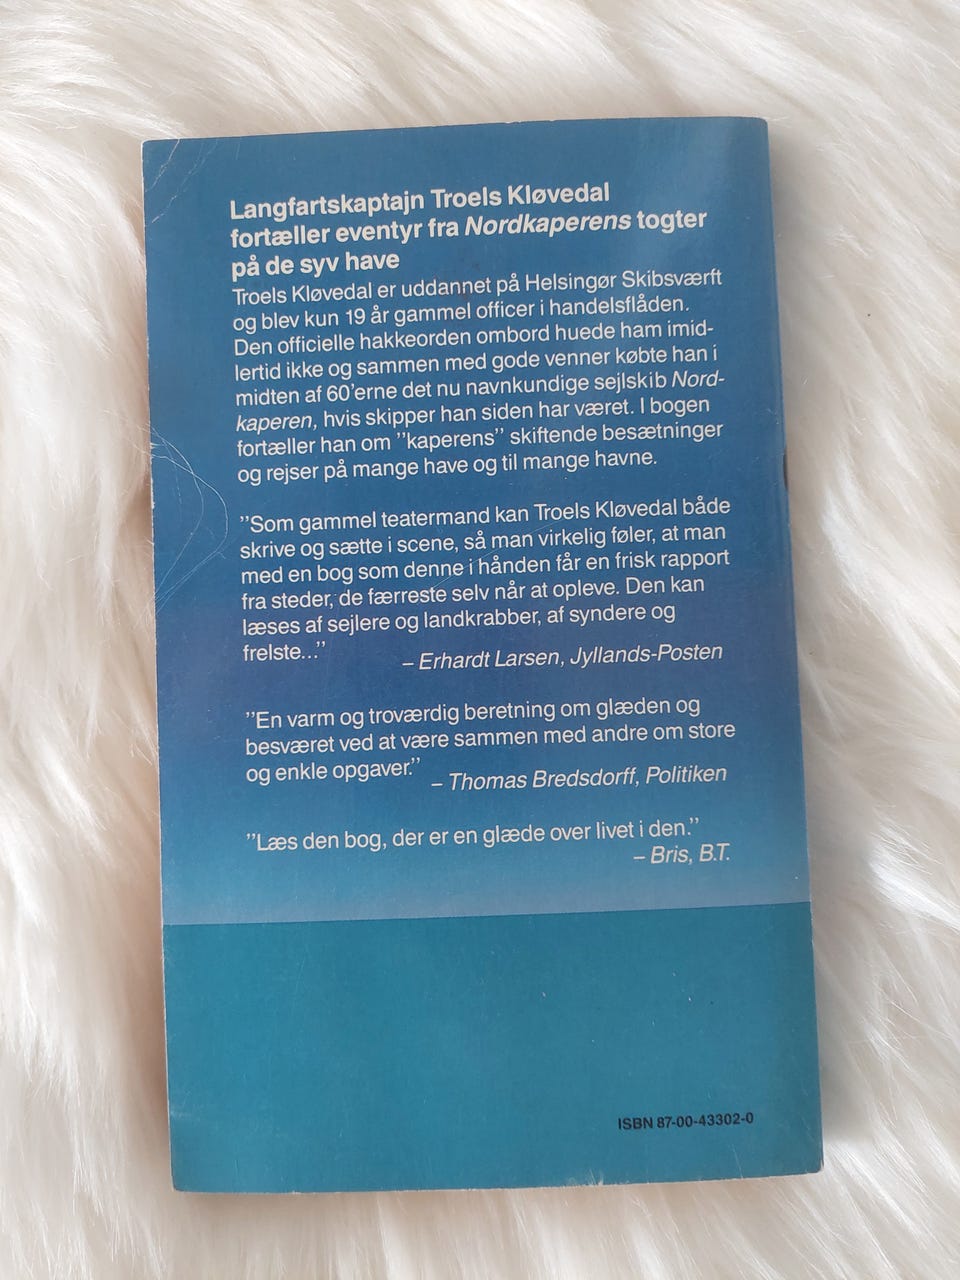 Langfartskaptajn Troels Kløvedal
fortæller eventyr fra Nordkaperens togter
på de syv have
Troels Kløvedal er uddannet på Helsingør Skibsværft
og blev kun 19 år gammel officer i handelsflåden.
Den officielle hakkeorden ombord huede ham imid-
lertid ikke og sammen med gode venner købte han i
midten af 60'erne det nu navnkundige sejlskib Nord-
kaperen, hvis skipper han siden har været. I bogen
fortæller han om "kaperens" skiftende besætninger
og rejser på mange have og til mange havne.
"Som gammel teatermand kan Troels Kløvedal både
skrive og sætte i scene, så man virkelig føler, at man
med en bog som denne i hånden får en frisk rapport
fra steder, de færreste selv når at opleve. Den kan
læses af sejlere og landkrabber, af syndere og
frelste..."
– Erhardt Larsen, Jyllands-Posten
"En varm og troværdig beretning om glæden og
besværet ved at være sammen med andre om store
og enkle opgaver."
– Thomas Bredsdorff, Politiken
"Læs den bog, der er en glæde over livet i den."
– Bris, B.T.
ISBN 87-00-43302-0